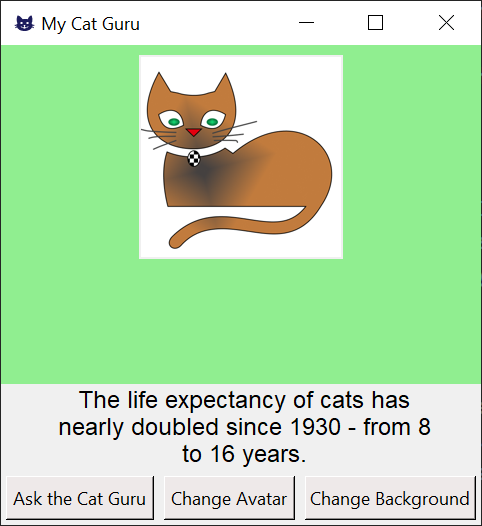 My Cat Guru
The life expectancy of cats has
nearly doubled since 1930 - from 8
to 16 years.
Ask the Cat Guru
Change Avatar
Change Background